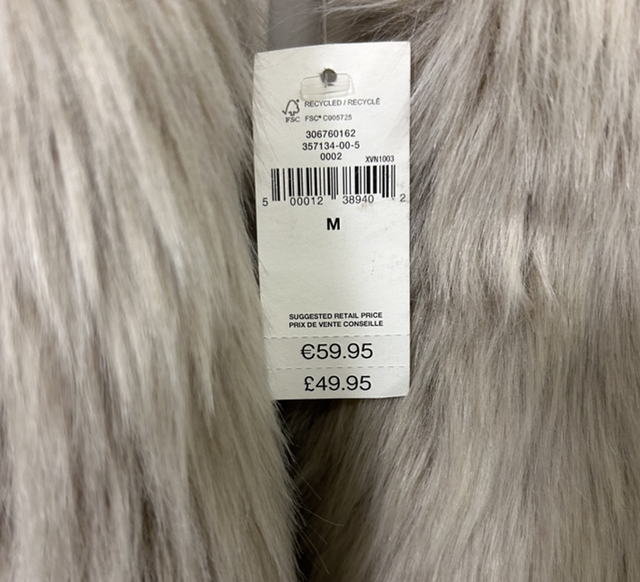 RECYCLED / RECYCLÉ
FSC
FSC® C005725
306760162
357134-00-5
0002
XVN1003
5 00012 38940 2
M
SUGGESTED RETAIL PRICE
PRIX DE VENTE CONSEILLE
€59.95
£49.95